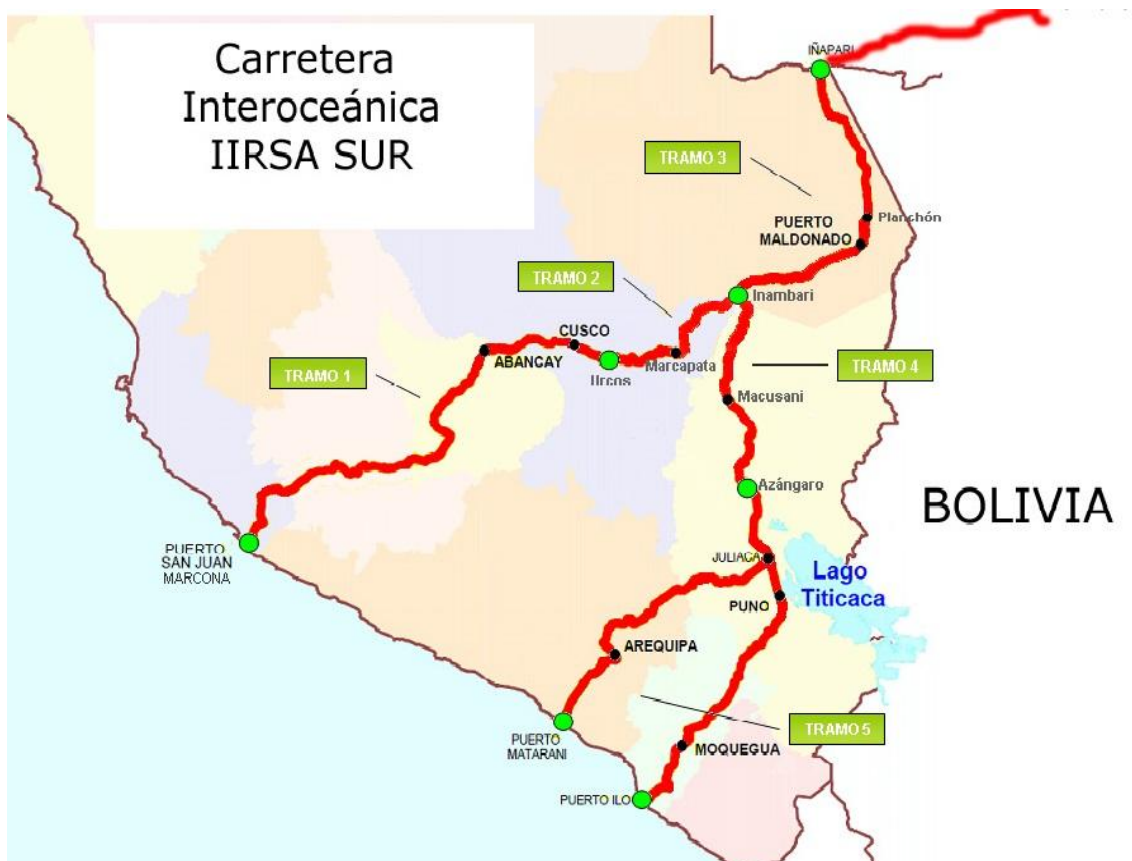 Carretera
Interoceánica
IIRSA SUR
IÑAPARI
TRAMO 3
Planchón
PUERTO
MALDONADO
TRAMO 2
Inambari
CUSCO
ABANCAY
Urcos
Marcapata
TRAMO 1
TRAMO 4
Macusani
Azángaro
BOLIVIA
PUERTO
SAN JUAN
MARCONA
JULIACA
Lago
Titicaca
PUNO
AREQUIPA
TRAMO 5
PUERTO
MATARANI
MOQUEGUA
PUERTO ILO